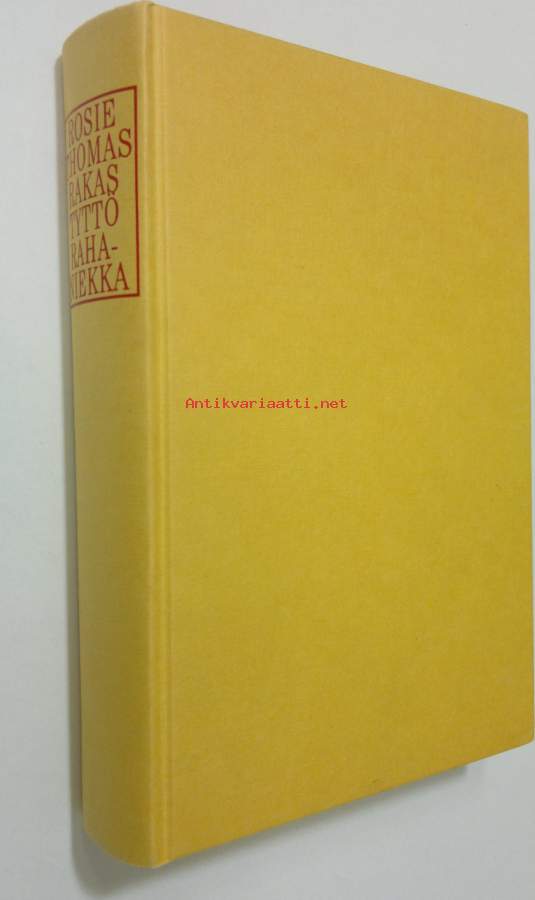 ROSIE
THOMAS
RAKAS
TYTTÖ
RAHA-
NIEKKA
Antikvariaatti.net